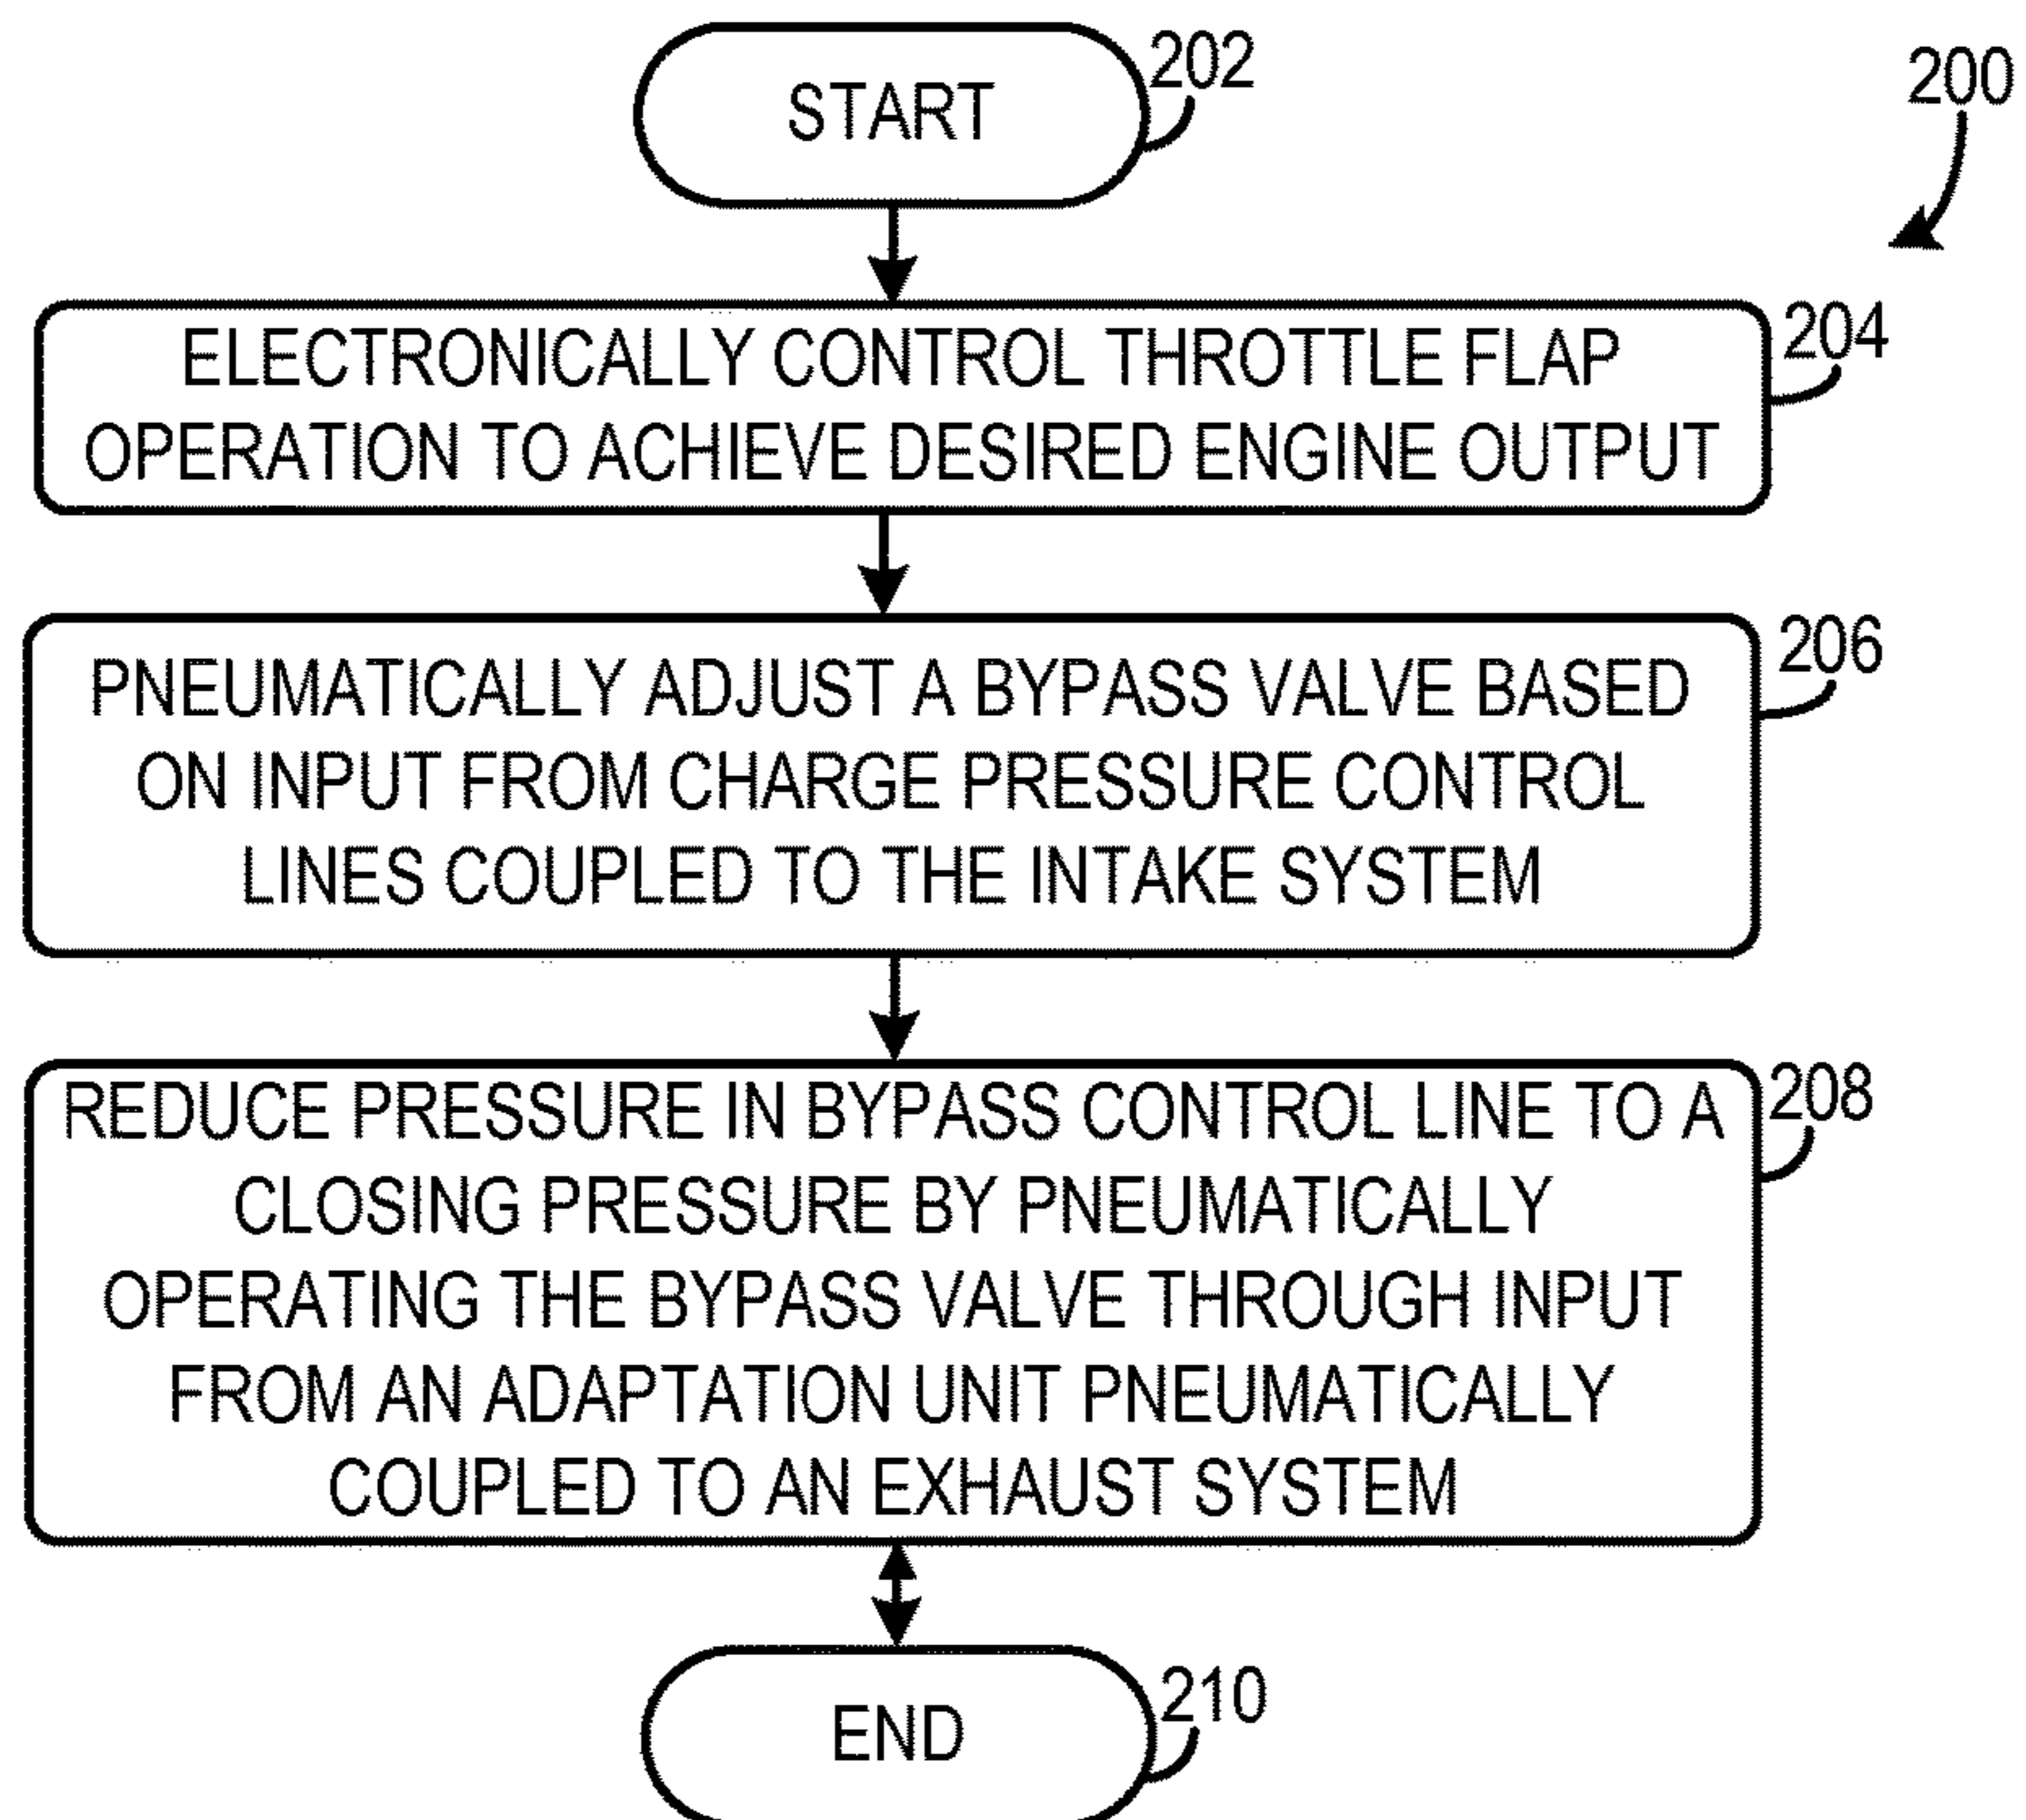 START
202
200
ELECTRONICALLY CONTROL THROTTLE FLAP
OPERATION TO ACHIEVE DESIRED ENGINE OUTPUT
204
PNEUMATICALLY ADJUST A BYPASS VALVE BASED
ON INPUT FROM CHARGE PRESSURE CONTROL
LINES COUPLED TO THE INTAKE SYSTEM
206
REDUCE PRESSURE IN BYPASS CONTROL LINE TO A
CLOSING PRESSURE BY PNEUMATICALLY
OPERATING THE BYPASS VALVE THROUGH INPUT
FROM AN ADAPTATION UNIT PNEUMATICALLY
COUPLED TO AN EXHAUST SYSTEM
208
END
210